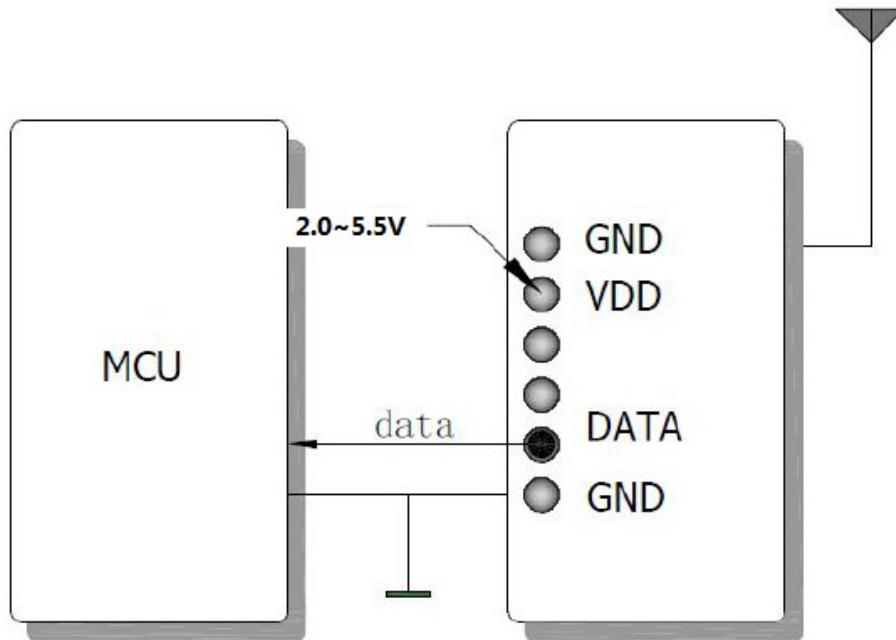 2.0~5.5V
GND
VDD
MCU
data
DATA
GND